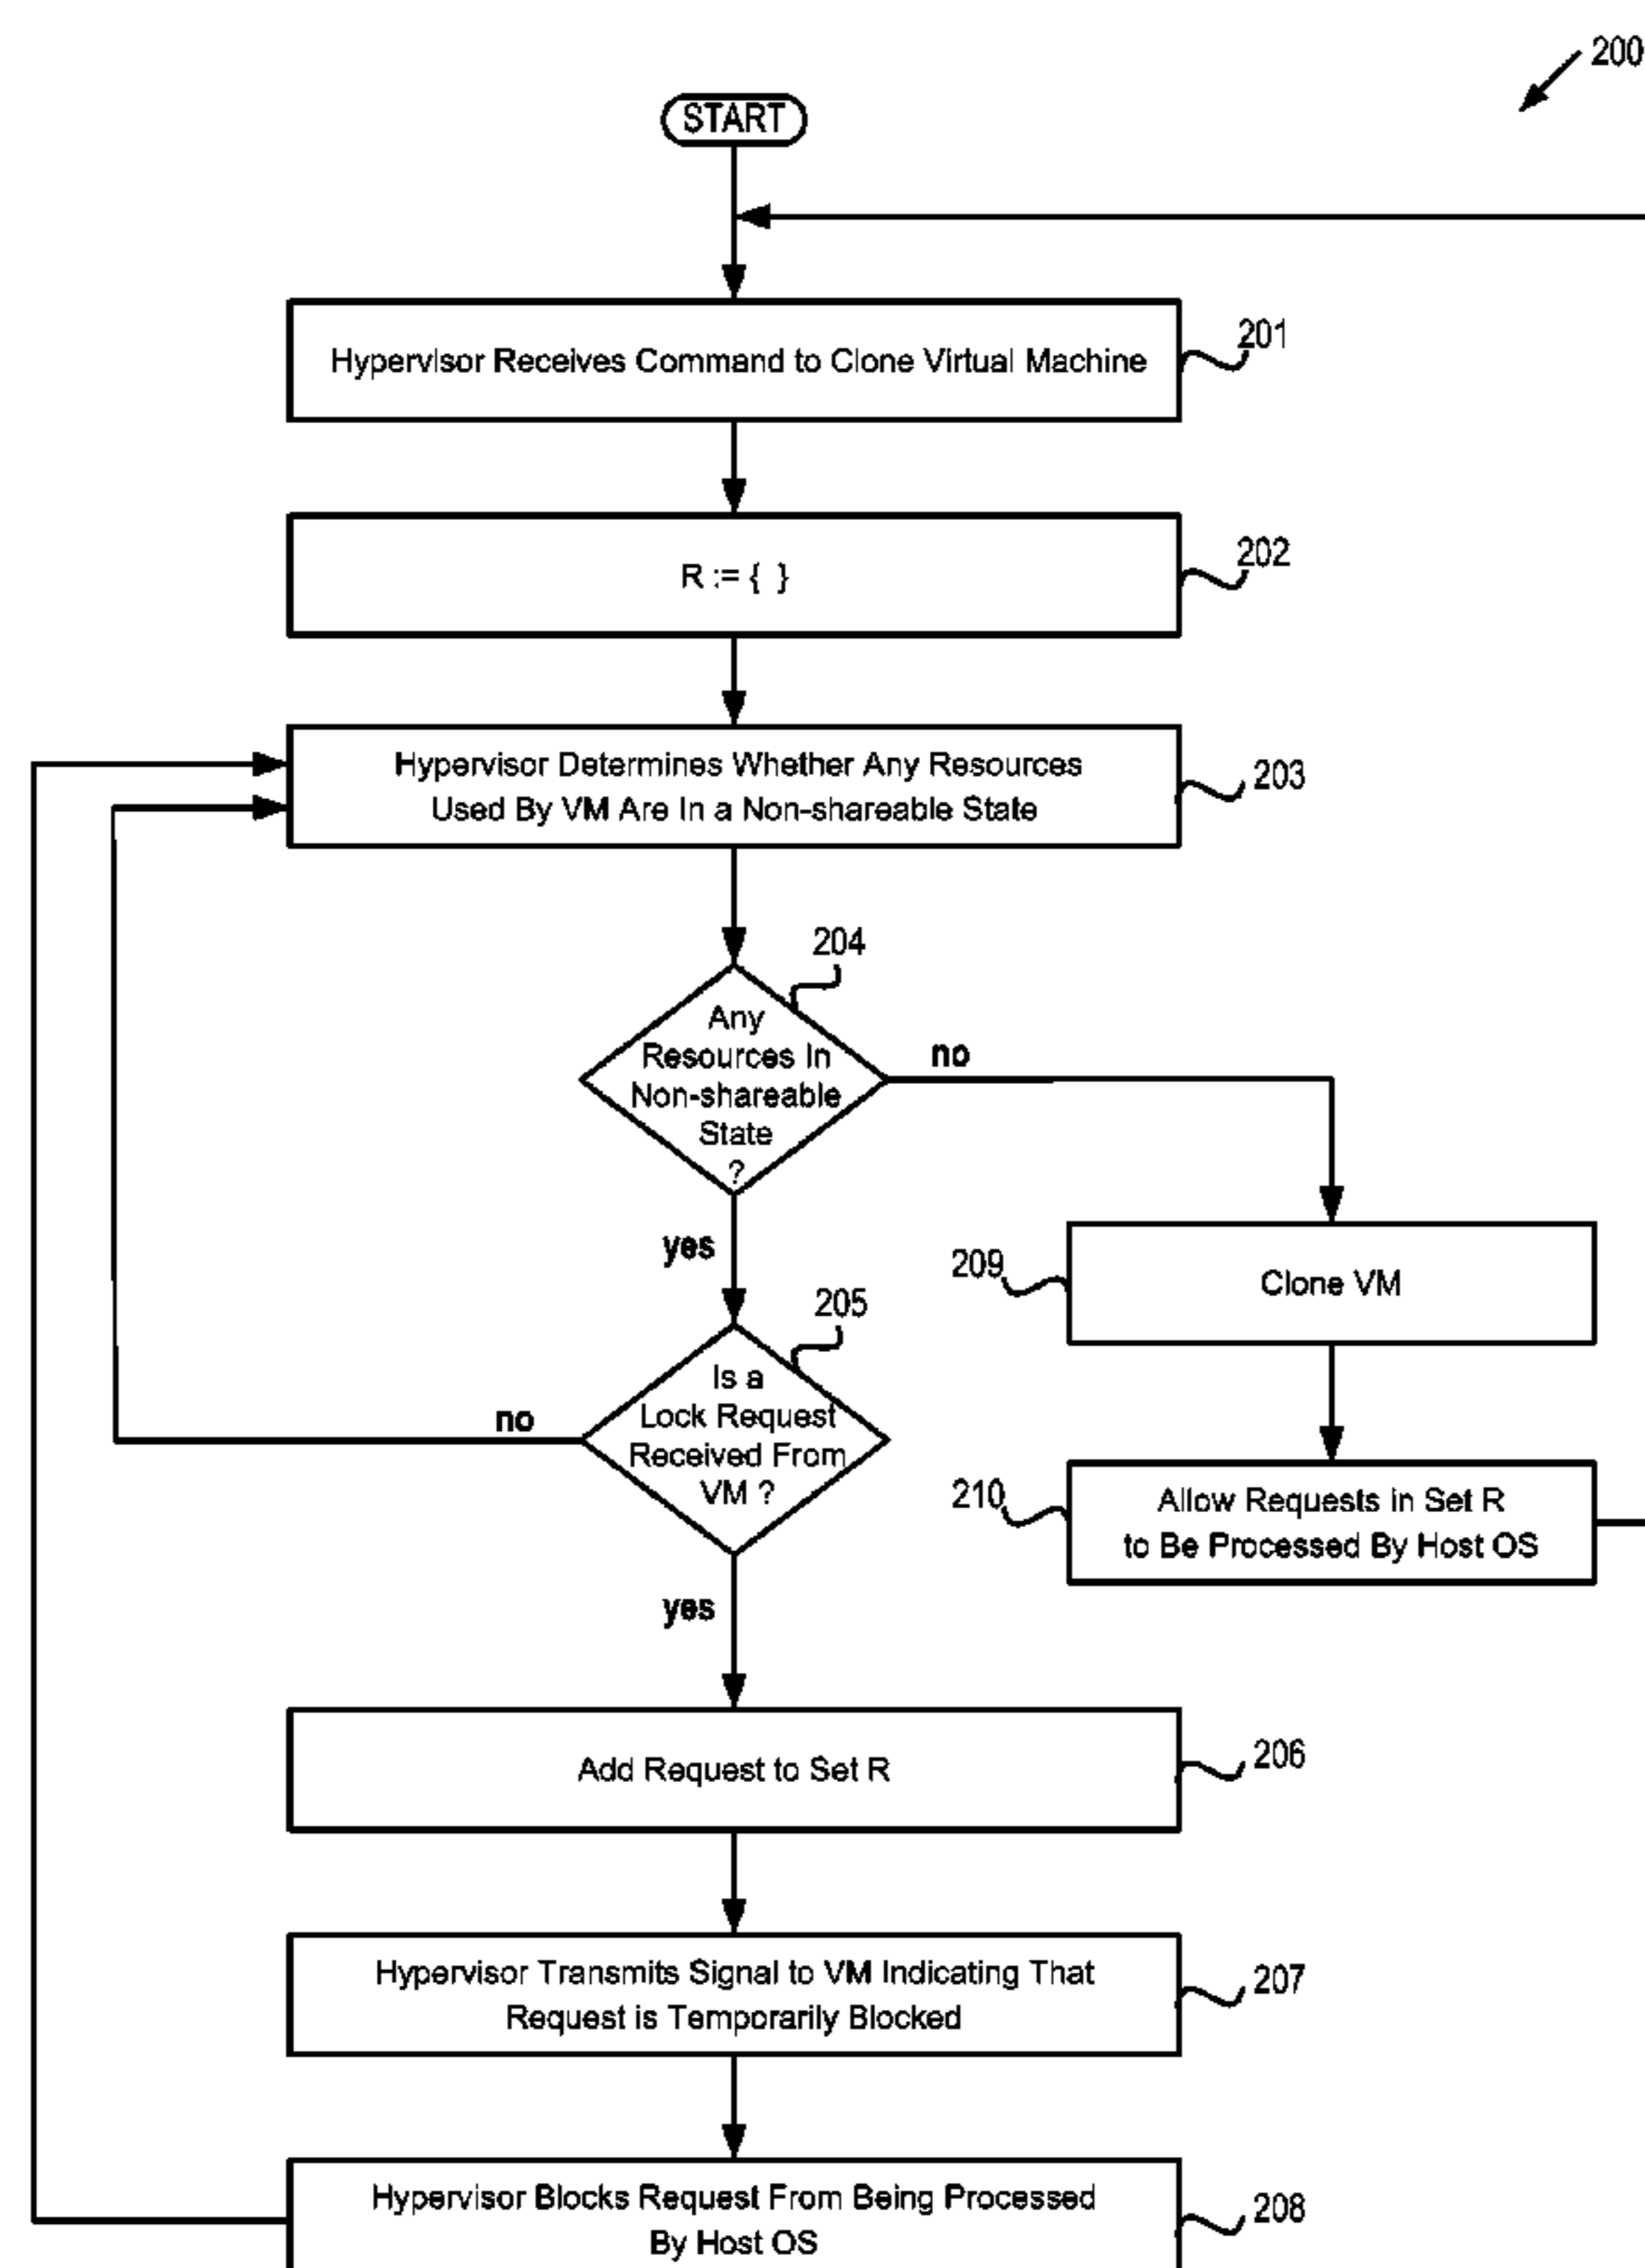 200
START
Hypervisor Receives Command to Clone Virtual Machine
201
R := { }
202
Hypervisor Determines Whether Any Resources
Used By VM Are In a Non-shareable State
203
204
Any
Resources In
Non-shareable
State
?
no
yes
209
Clone VM
205
Is a
Lock Request
Received From
VM ?
no
210
Allow Requests in Set R
to Be Processed By Host OS
yes
Add Request to Set R
206
Hypervisor Transmits Signal to VM Indicating That
Request is Temporarily Blocked
207
Hypervisor Blocks Request From Being Processed
By Host OS
208